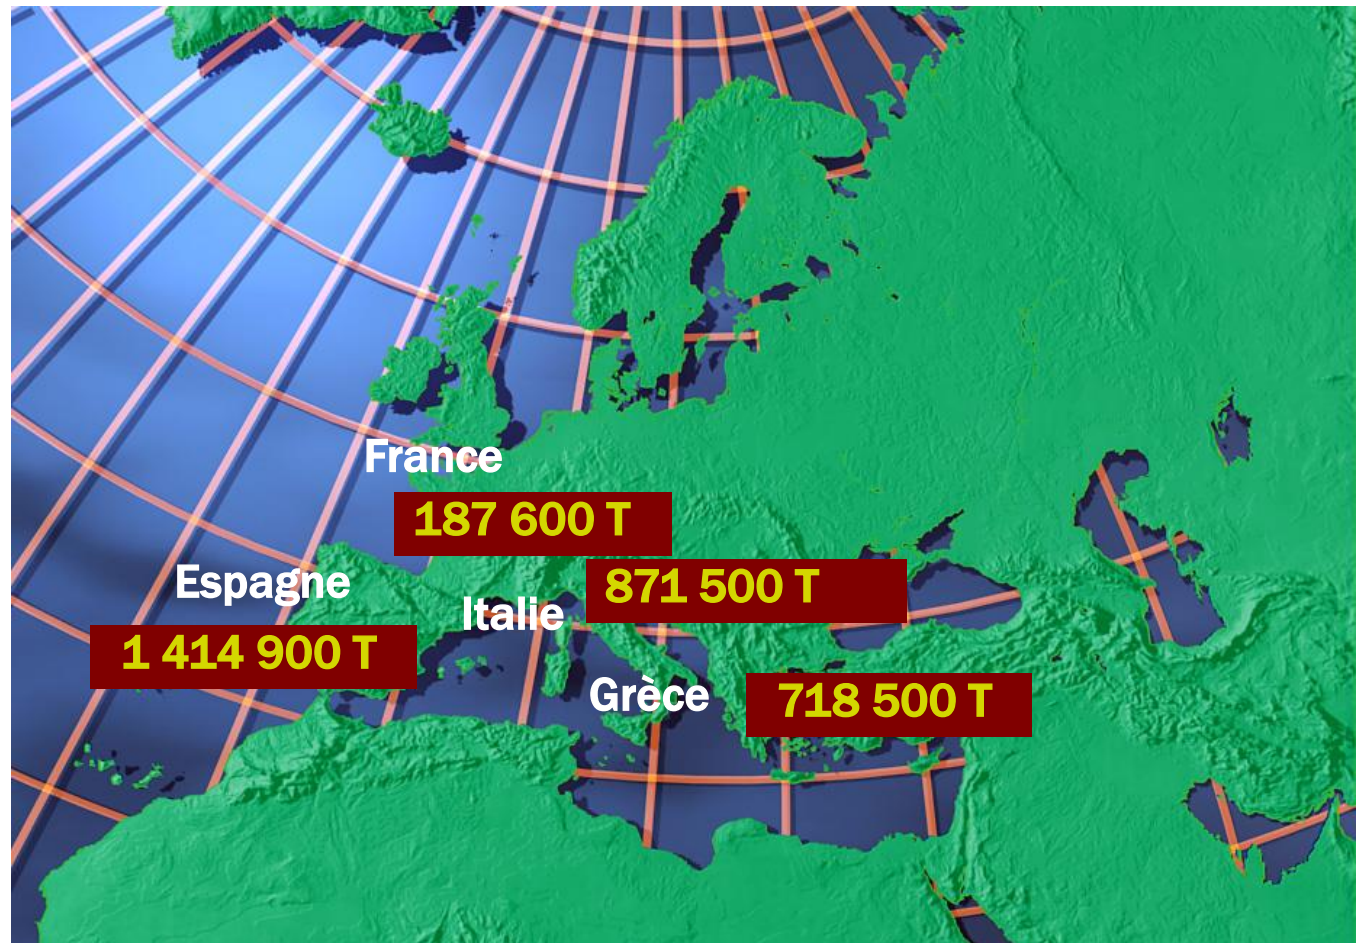 France
187 600 T
Espagne
871 500 T
Italie
1 414 900 T
Grèce
718 500 T